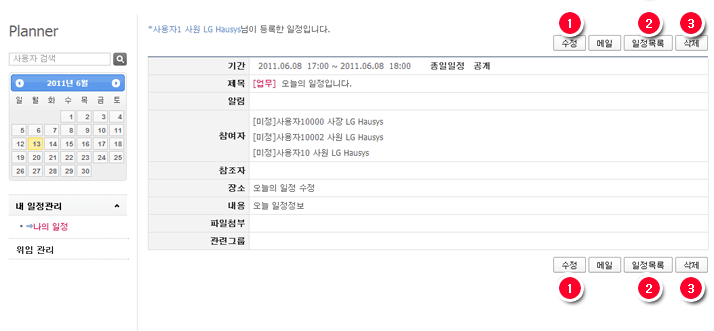 Planner
사용자 검색
2011년 6월
일 월 화 수 목 금 토
1 2 3 4
5 6 7 8 9 10 11
12 13 14 15 16 17 18
19 20 21 22 23 24 25
26 27 28 29 30
내 일정관리
⇒나의 일정
위임 관리
*사용자1 사원 LG Hausys님이 등록한 일정입니다.
1 2 3
수정 메일 일정목록 삭제
기간 2011.06.08 17:00 ~ 2011.06.08 18:00 종일일정 공개
제목 [업무] 오늘의 일정입니다.
알림
참여자 [미정]사용자10000 사장 LG Hausys
[미정]사용자10002 사원 LG Hausys
[미정]사용자10 사원 LG Hausys
참조자
장소 오늘의 일정 수정
내용 오늘 일정정보
파일첨부
관련그룹
수정 메일 일정목록 삭제
1 2 3